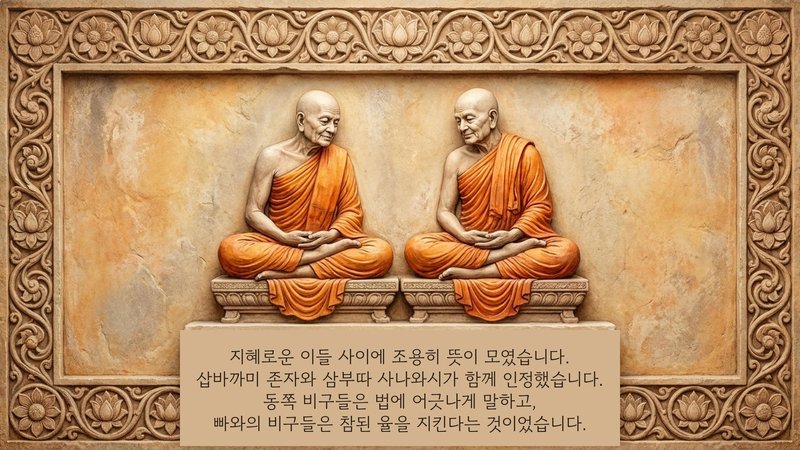 지혜로운 이들 사이에 조용히 뜻이 모였습니다.
삽바까미 존자와 삼부따 사나와시가 함께 인정했습니다.
동쪽 비구들은 법에 어긋나게 말하고,
빠와의 비구들은 참된 율을 지킨다는 것이었습니다.